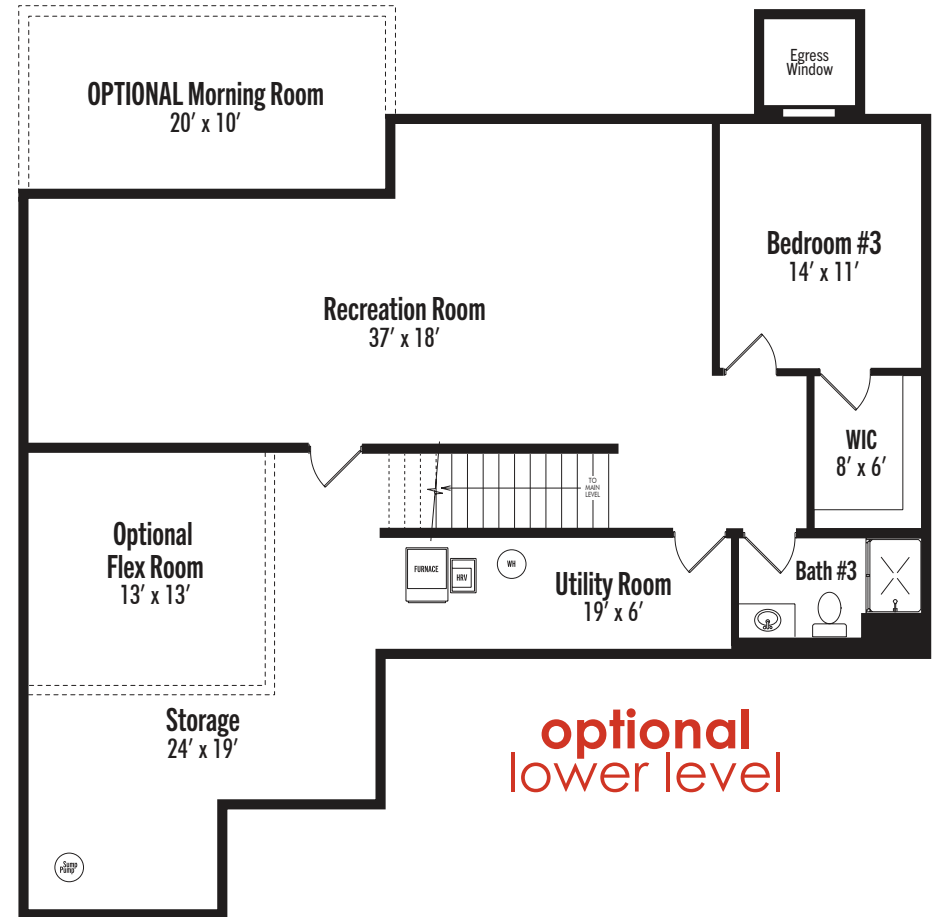 Egress
Window
OPTIONAL Morning Room
20' x 10'
Bedroom #3
14' x 11'
Recreation Room
37' x 18'
WIC
8' x 6'
TO
MAIN
LEVEL
Optional
Flex Room
13' x 13'
FURNACE
HRV
WH
Utility Room
19' x 6'
Bath #3
Storage
24' x 19'
optional
lower level
Sump
Pump